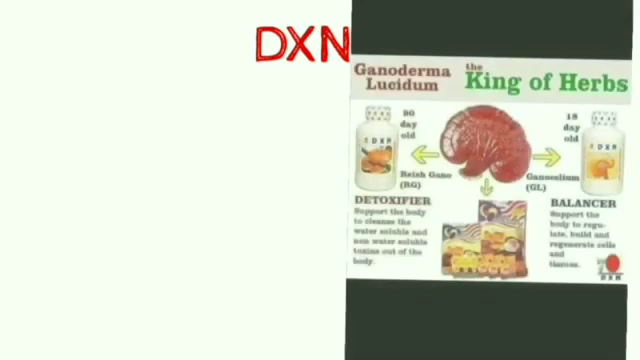 DXN
Ganoderma
Lucidum
the
King of Herbs
90
day
old
18
day
old
DXN
DXN
Reishi Gano
(RG)
Ganocelium
(GL)
DETOXIFIER
Support the body
to cleanse the
water soluble and
non water soluble
toxins out of the
body.
BALANCER
Support the
body to regu-
late, build and
regenerate cells
and
tissues.
DXN